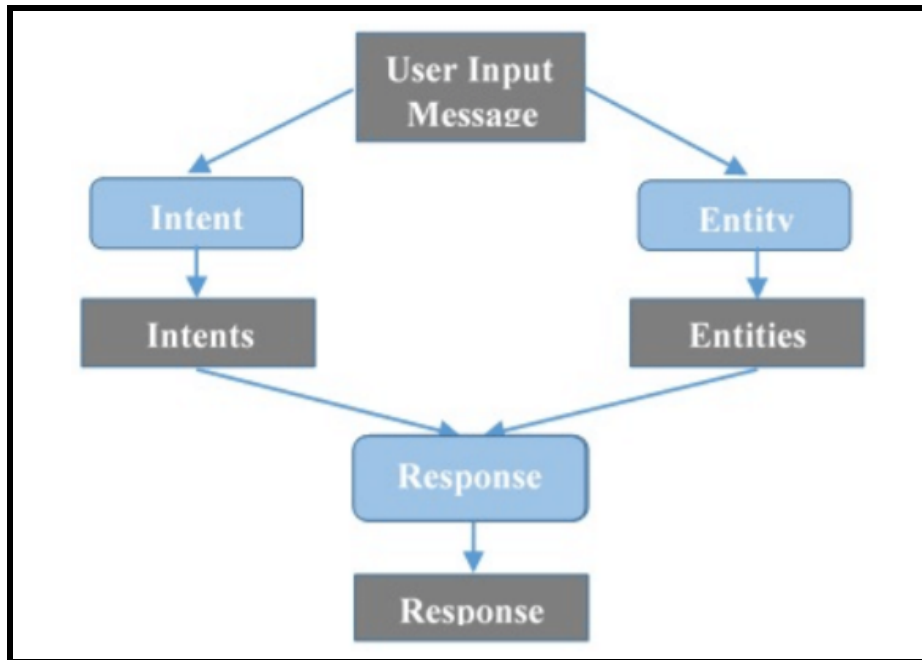 User Input
Message
Intent
Entity
Intents
Entities
Response
Response